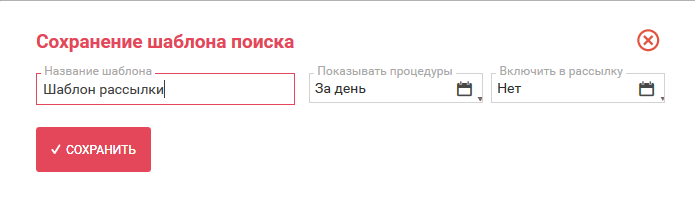 Сохранение шаблона поиска
Название шаблона
Шаблон рассылки
Показывать процедуры
За день
Включить в рассылку
Нет
СОХРАНИТЬ